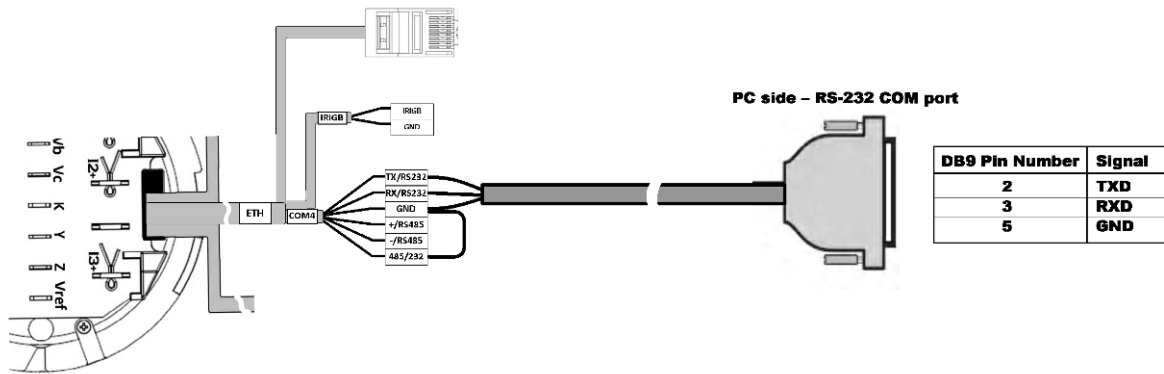 PC side – RS-232 COM port
IRIGB
IRIGB
GND
Vb
Vc
K
Y
Z
Vref
I2+
I3+
ETH
COM4
TX/RS232
RX/RS232
GND
+/RS485
-/RS485
485/232
DB9 Pin Number Signal
2 TXD
3 RXD
5 GND